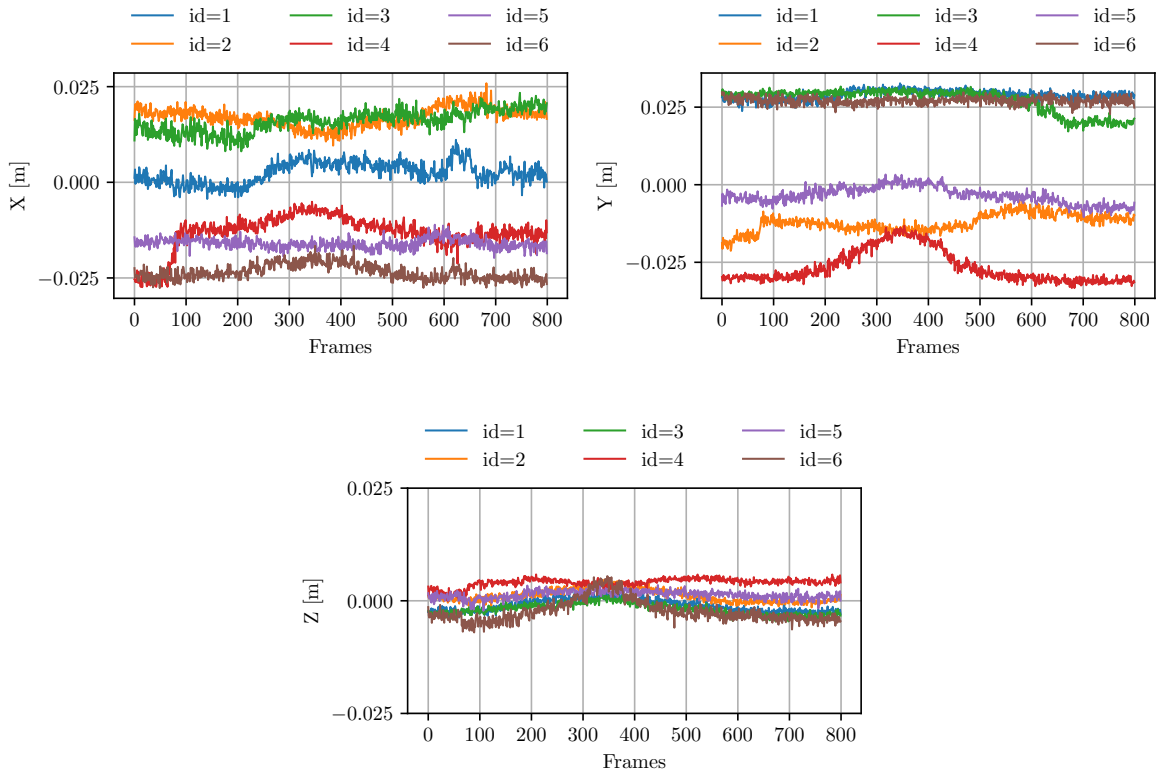 id=1 id=3 id=5 id=1 id=3 id=5
id=2 id=4 id=6 id=2 id=4 id=6
0.025 0.025
0.000 0.000
−0.025 −0.025
X [m] Y [m]
0 100 200 300 400 500 600 700 800 0 100 200 300 400 500 600 700 800
Frames Frames
id=1 id=3 id=5
id=2 id=4 id=6
0.025
0.000
−0.025
Z [m]
0 100 200 300 400 500 600 700 800
Frames